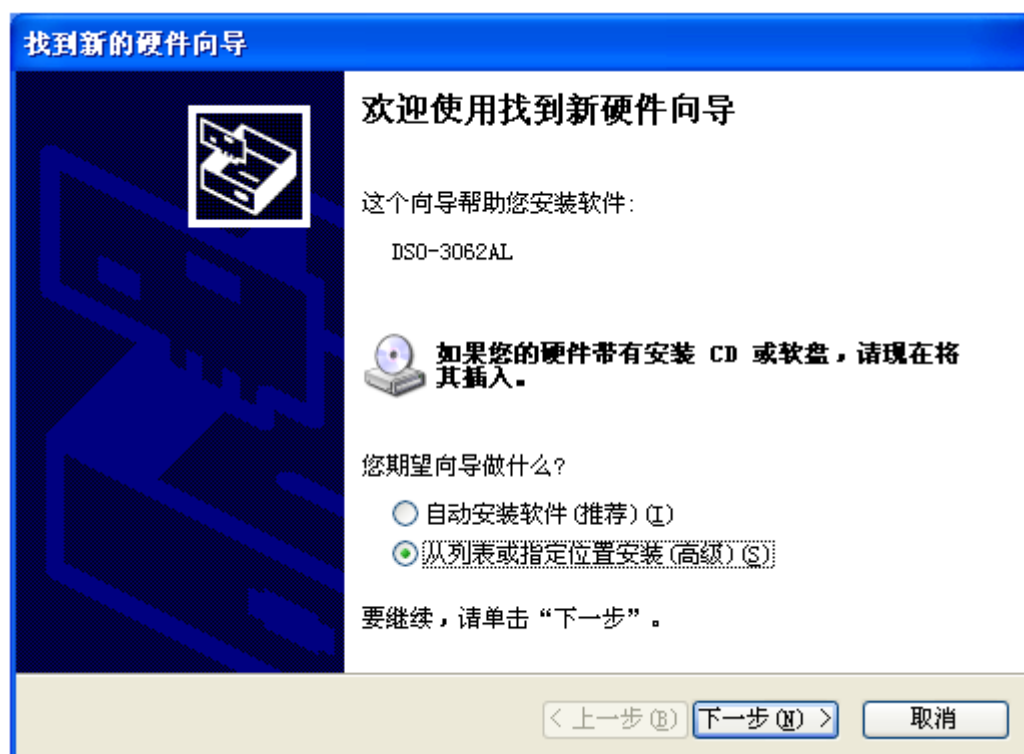 找到新的硬件向导
欢迎使用找到新硬件向导
这个向导帮助您安装软件:
DSO-3062AL
如果您的硬件带有安装 CD 或软盘，请现在将
其插入。
您期望向导做什么?
自动安装软件(推荐)(I)
从列表或指定位置安装(高级)(S)
要继续，请单击“下一步”。
< 上一步(B) 下一步(N) > 取消